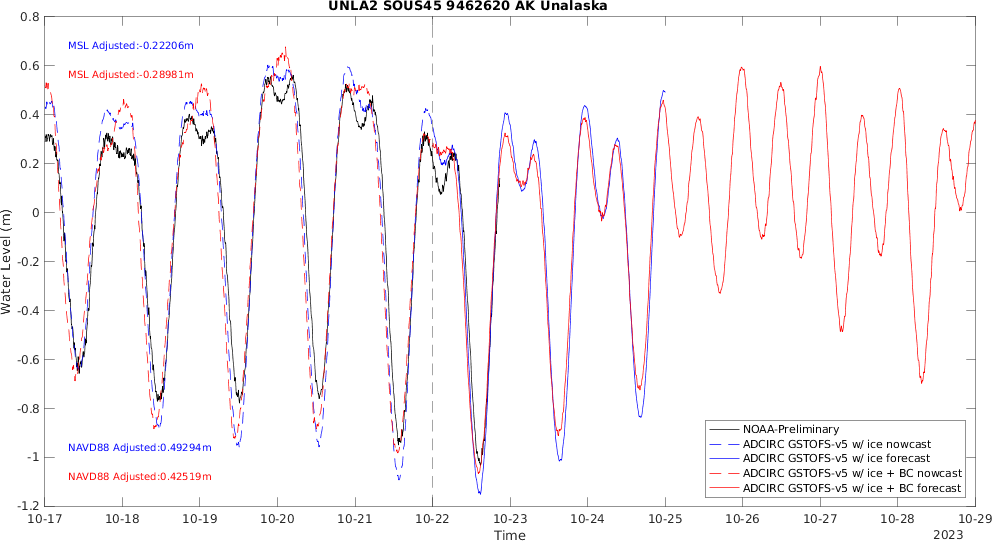 UNLA2 SOUS45 9462620 AK Unalaska
MSL Adjusted:-0.22206m
MSL Adjusted:-0.28981m
NAVD88 Adjusted:0.49294m
NAVD88 Adjusted:0.42519m
Water Level (m)
0.8
0.6
0.4
0.2
0
-0.2
-0.4
-0.6
-0.8
-1
-1.2
NOAA-Preliminary
ADCIRC GSTOFS-v5 w/ ice nowcast
ADCIRC GSTOFS-v5 w/ ice forecast
ADCIRC GSTOFS-v5 w/ ice + BC nowcast
ADCIRC GSTOFS-v5 w/ ice + BC forecast
10-17 10-18 10-19 10-20 10-21 10-22 10-23 10-24 10-25 10-26 10-27 10-28 10-29
Time
2023